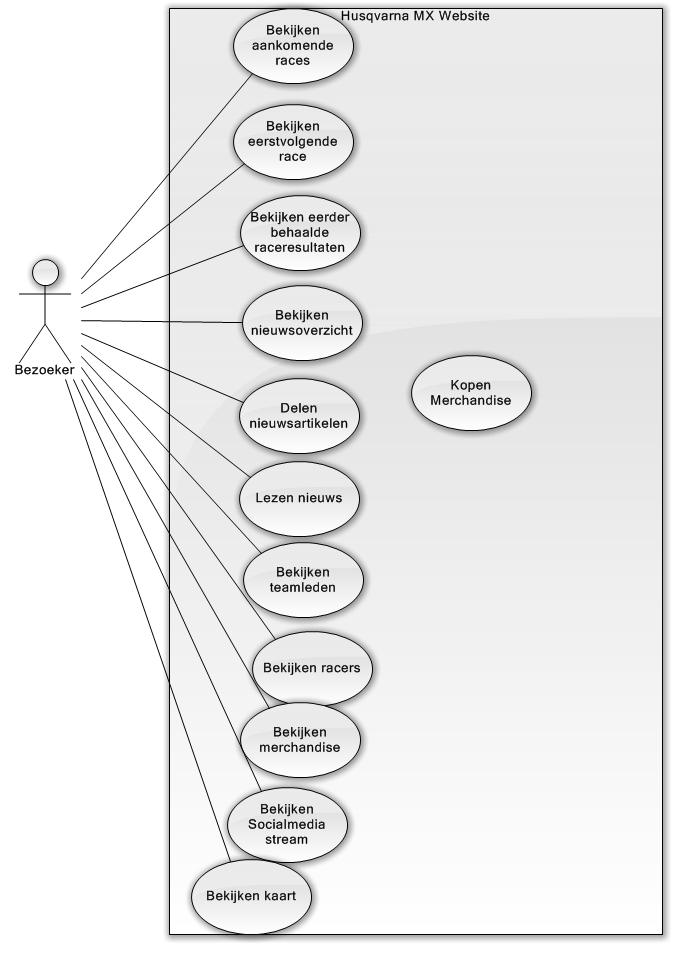 Husqvarna MX Website
Bekijken
aankomende
races
Bekijken
eerstvolgende
race
Bekijken eerder
behaalde
raceresultaten
Bekijken
nieuwsoverzicht
Bezoeker
Kopen
Merchandise
Delen
nieuwsartikelen
Lezen nieuws
Bekijken
teamleden
Bekijken racers
Bekijken
merchandise
Bekijken
Socialmedia
stream
Bekijken kaart